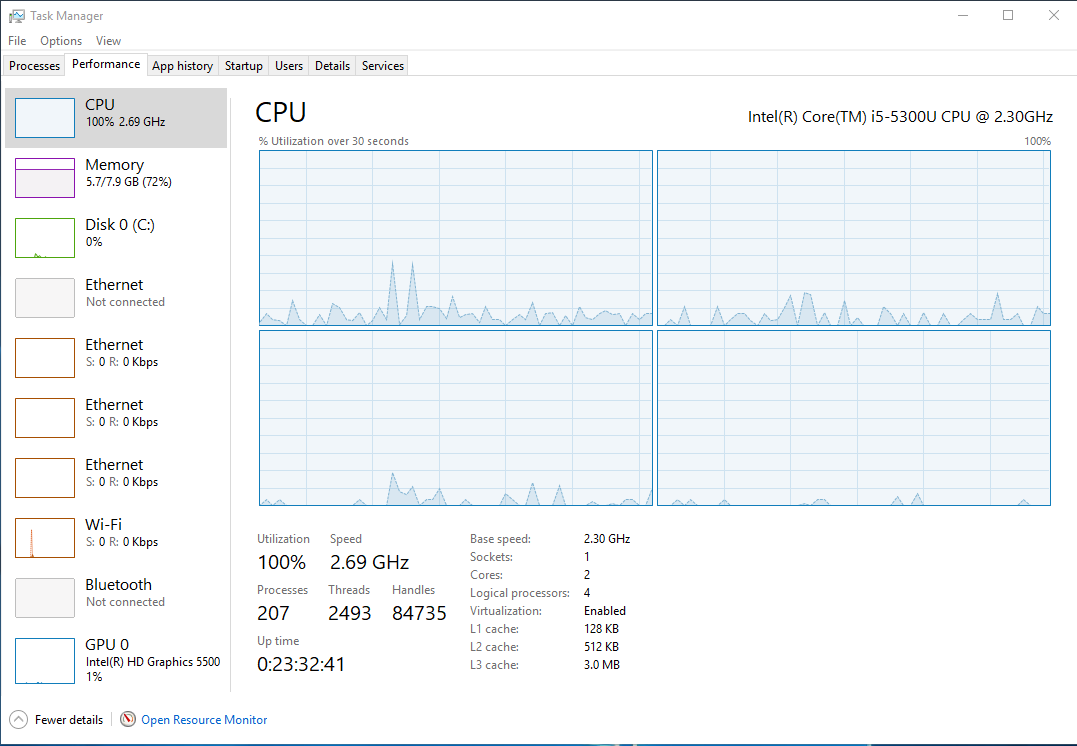 Task Manager
File Options View
Processes Performance App history Startup Users Details Services
CPU
100% 2.69 GHz
Memory
5.7/7.9 GB (72%)
Disk 0 (C:)
0%
Ethernet
Not connected
Ethernet
S: 0 R: 0 Kbps
Ethernet
S: 0 R: 0 Kbps
Ethernet
S: 0 R: 0 Kbps
Wi-Fi
S: 0 R: 0 Kbps
Bluetooth
Not connected
GPU 0
Intel(R) HD Graphics 5500
1%
CPU Intel(R) Core(TM) i5-5300U CPU @ 2.30GHz
% Utilization over 30 seconds 100%
Utilization Speed
100% 2.69 GHz
Processes Threads Handles
207 2493 84735
Up time
0:23:32:41
Base speed: 2.30 GHz
Sockets: 1
Cores: 2
Logical processors: 4
Virtualization: Enabled
L1 cache: 128 KB
L2 cache: 512 KB
L3 cache: 3.0 MB
Fewer details Open Resource Monitor